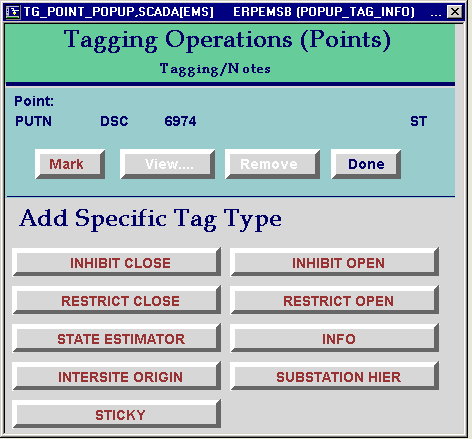 TG_POINT_POPUP,SCADA[EMS] ERPEMSB (POPUP_TAG_INFO) ...
Tagging Operations (Points)
Tagging/Notes
Point:
PUTN DSC 6974 ST
Mark View.... Remove Done
Add Specific Tag Type
INHIBIT CLOSE INHIBIT OPEN
RESTRICT CLOSE RESTRICT OPEN
STATE ESTIMATOR INFO
INTERSITE ORIGIN SUBSTATION HIER
STICKY